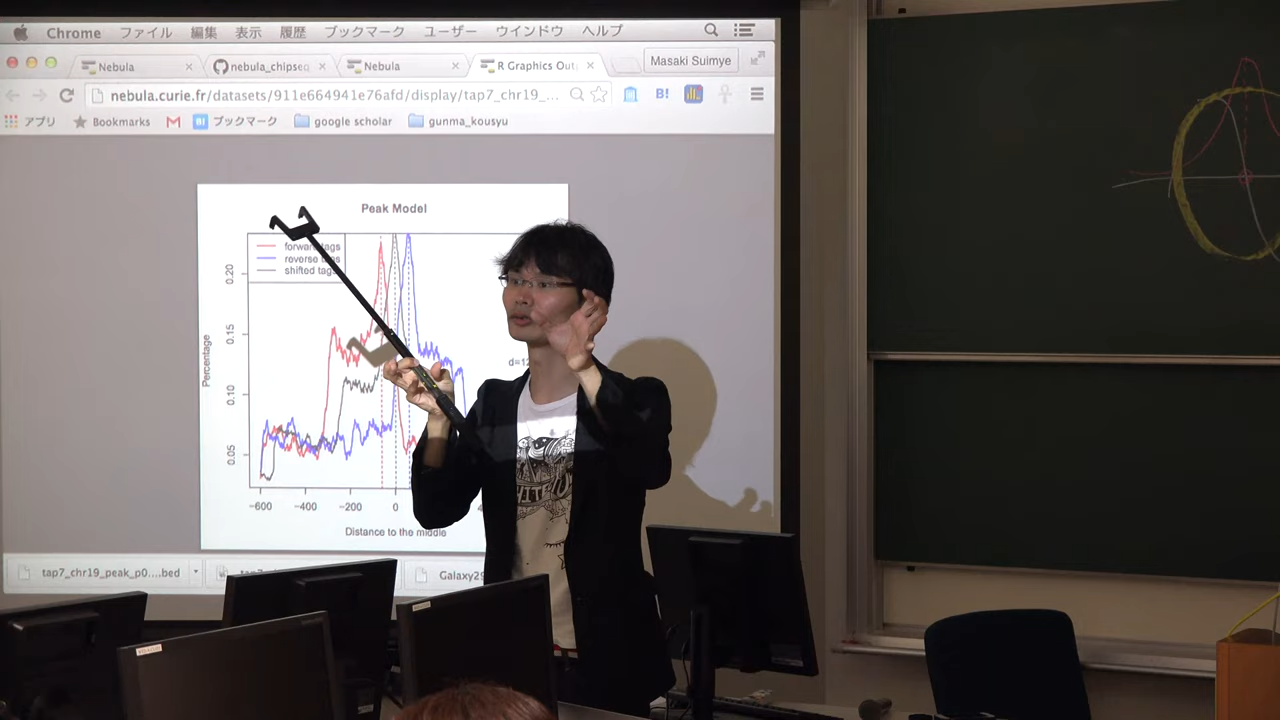 Chrome ファイル 編集 表示 履歴 ブックマーク ユーザー ウインドウ ヘルプ
Nebula
nebula_chipseq
Nebula
R Graphics Out
Masaki Suimye
nebula.curie.fr/datasets/911e664941e76afd/display/tap7_chr19_...
B!
アプリ Bookmarks ブックマーク google scholar gunma_kousyu
Peak Model
forward tags
reverse tags
shifted tags
Percentage
0.20
0.15
0.10
0.05
d=12
-600 -400 -200 0
Distance to the middle
tap7_chr19_peak_p0....bed
Galaxy29